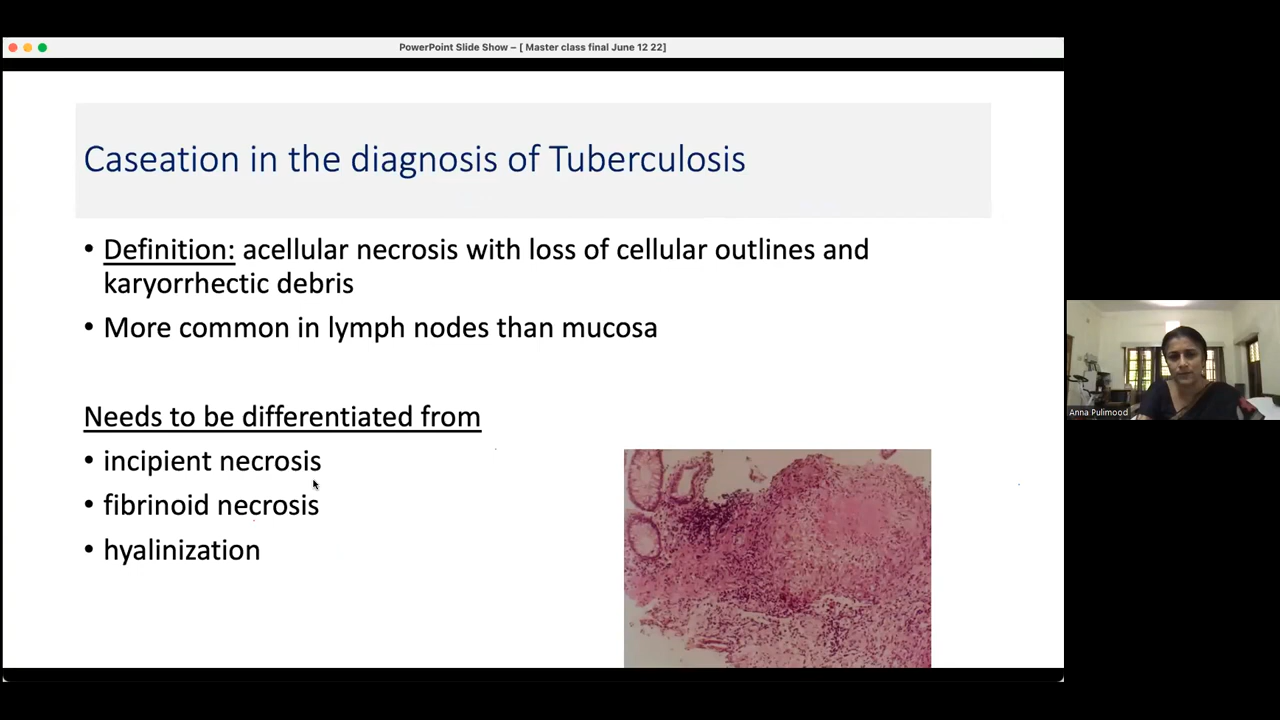 PowerPoint Slide Show – [ Master class final June 12 22]
Caseation in the diagnosis of Tuberculosis
• Definition: acellular necrosis with loss of cellular outlines and
karyorrhectic debris
• More common in lymph nodes than mucosa
Needs to be differentiated from
• incipient necrosis
• fibrinoid necrosis
• hyalinization
Anna Pulimood